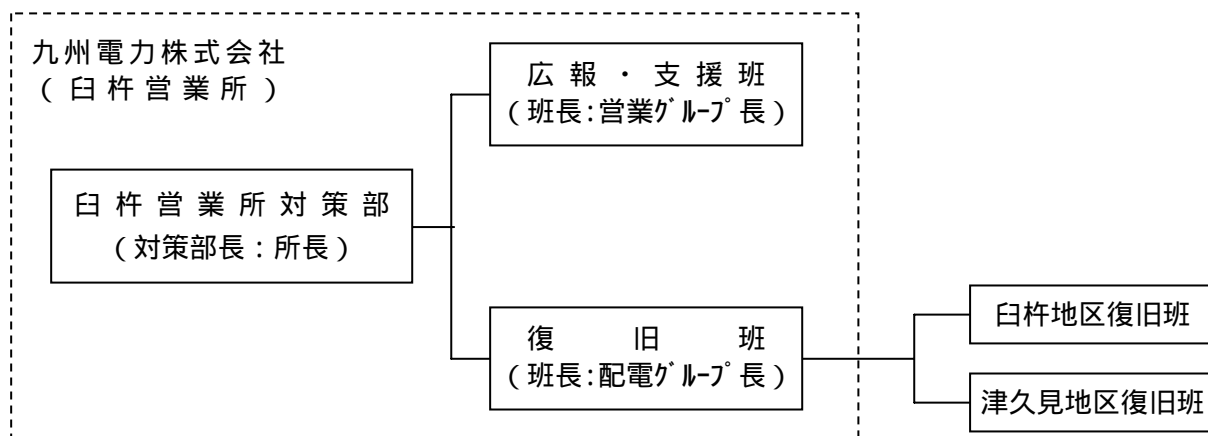 九州電力株式会社
(臼杵営業所)
広報・支援班
(班長:営業ｸﾞﾙｰﾌﾟ長)
臼杵営業所対策部
(対策部長:所長)
復旧班
(班長:配電ｸﾞﾙｰﾌﾟ長)
臼杵地区復旧班
津久見地区復旧班